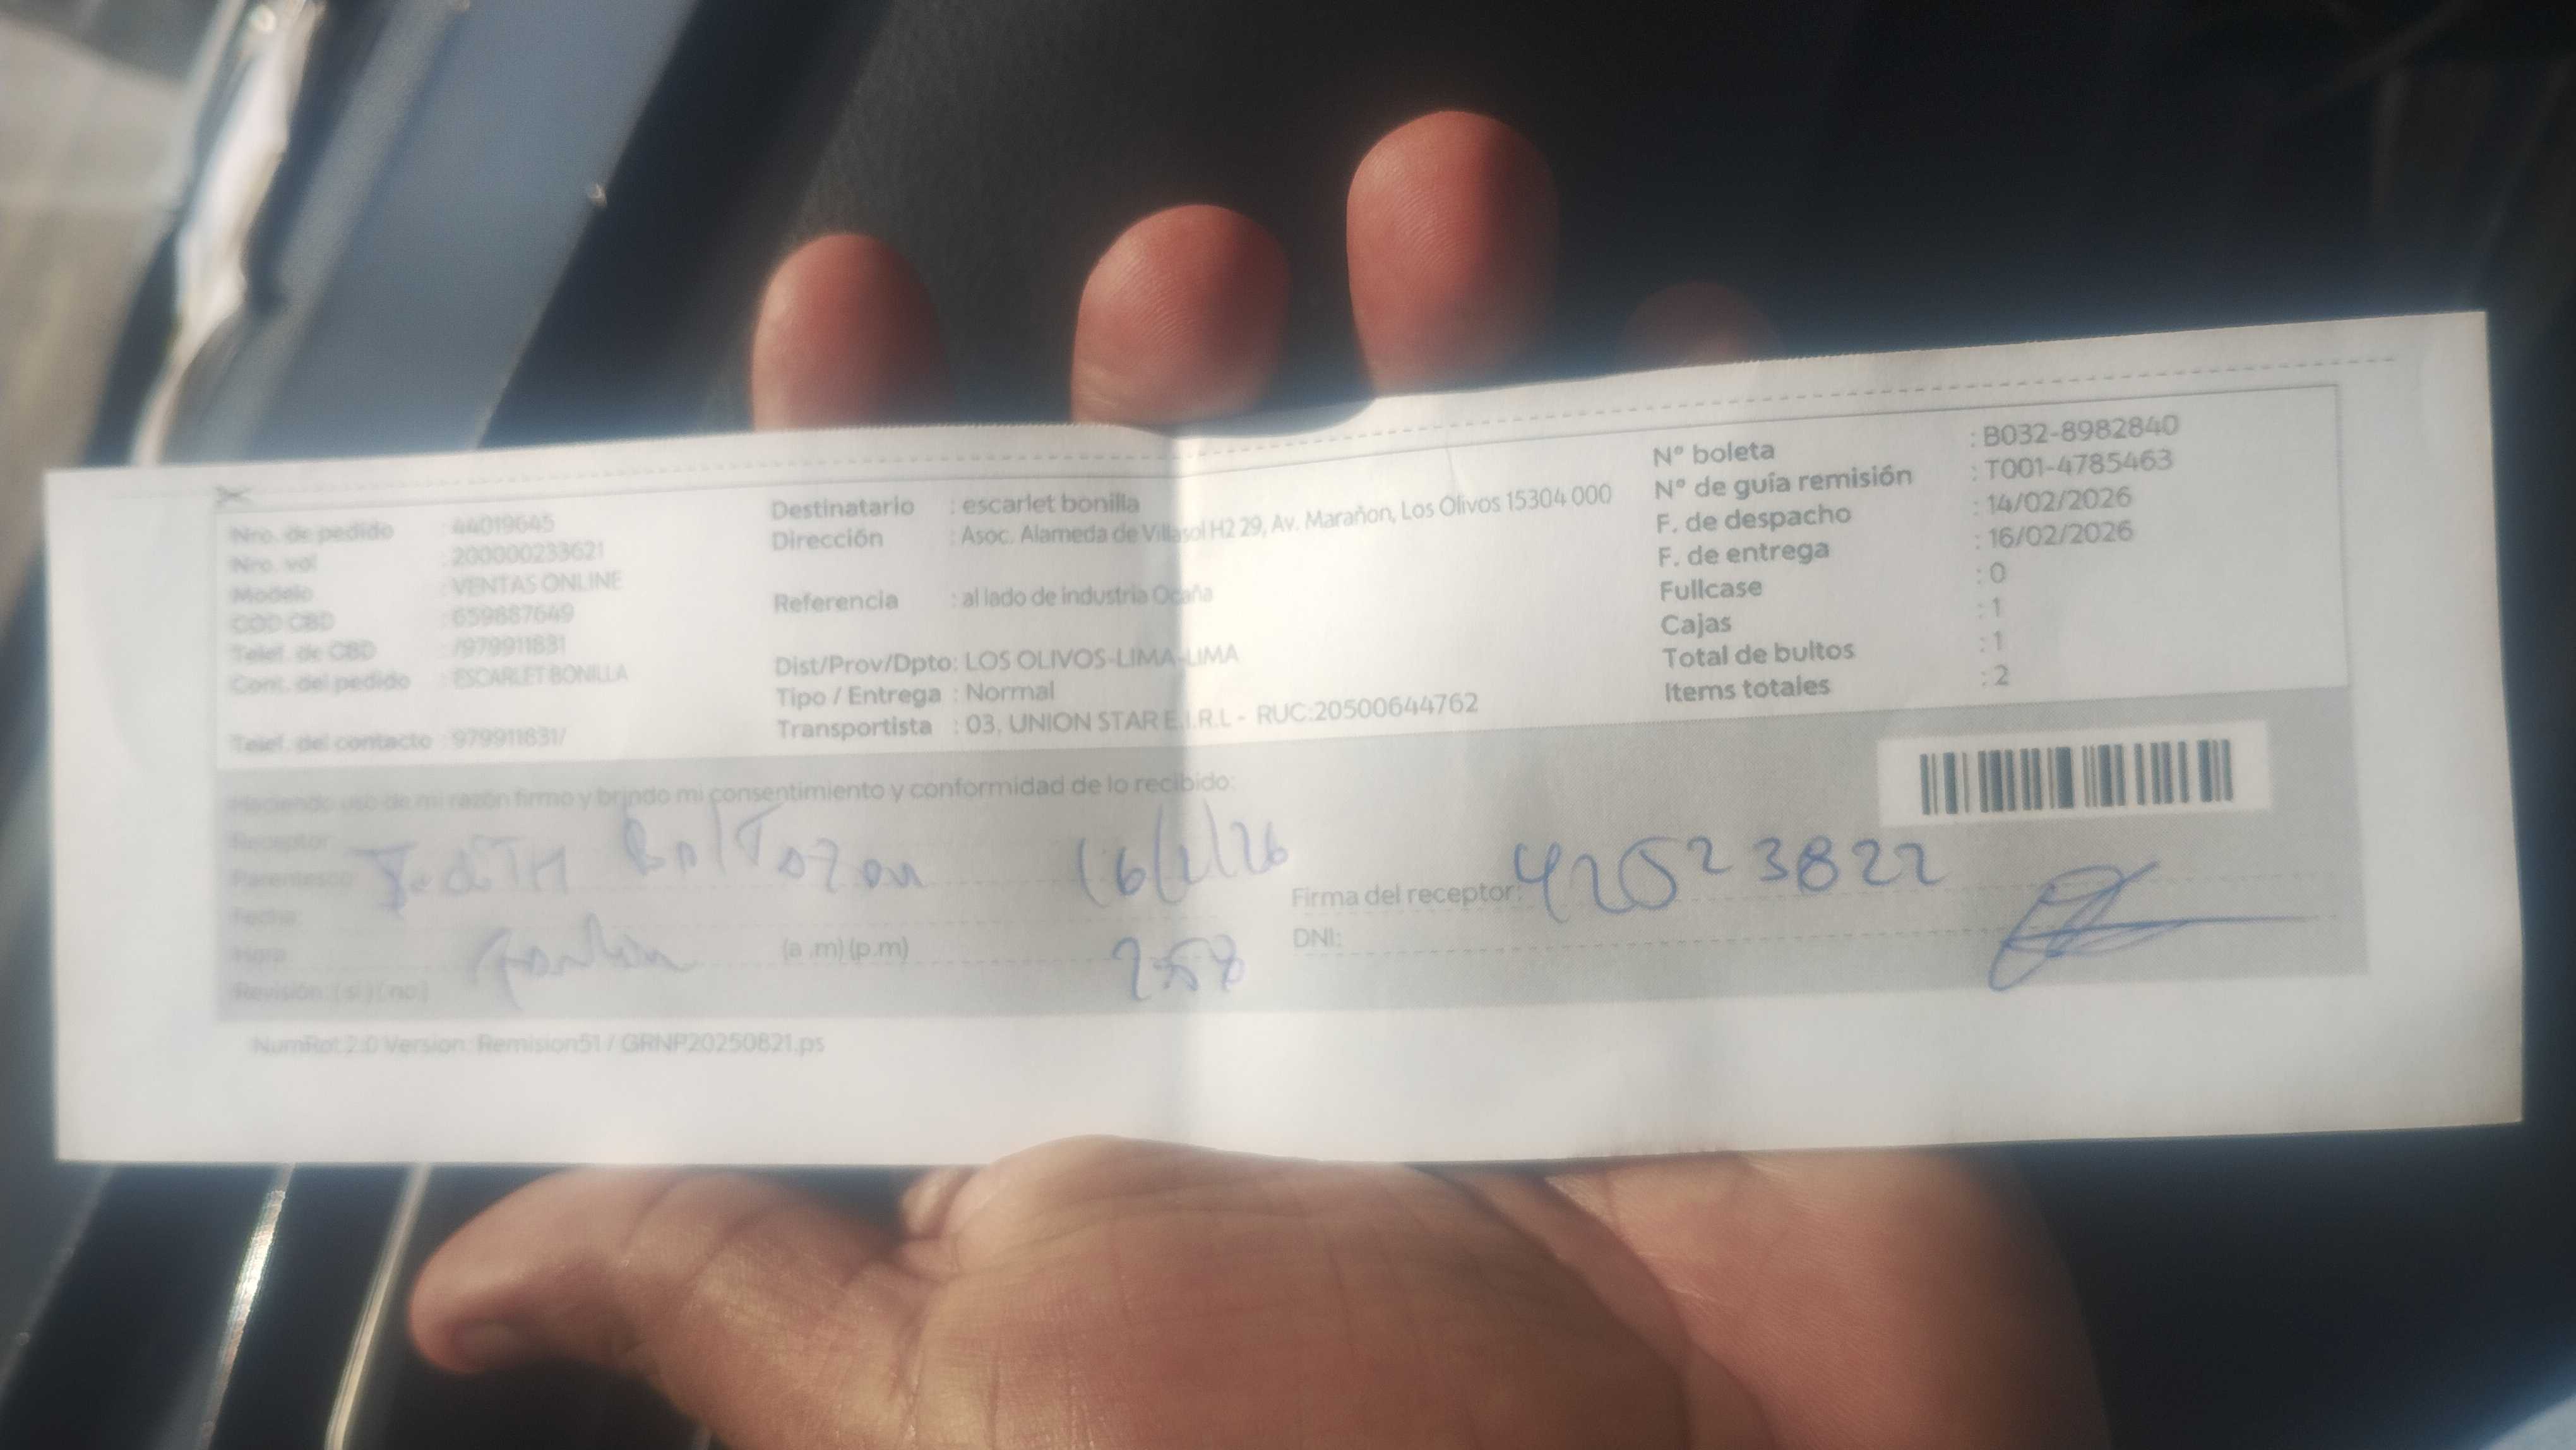 Nro. de pedido : 44019645
Nro. vol : 200000233621
Modelo : VENTAS ONLINE
COD CBD : 659887649
Telef. de CBD : /979911831
Cont. del pedido : ESCARLET BONILLA
Telef. del contacto : 979911831/
Destinatario : escarlet bonilla
Dirección : Asoc. Alameda de Villasol H2 29, Av. Marañon, Los Olivos 15304 000
Referencia : al lado de industria Ocaña
Dist/Prov/Dpto: LOS OLIVOS-LIMA-LIMA
Tipo / Entrega : Normal
Transportista : 03, UNION STAR E.I.R.L - RUC:20500644762
Nº boleta : B032-8982840
Nº de guía remisión : T001-4785463
F. de despacho : 14/02/2026
F. de entrega : 16/02/2026
Fullcase : 0
Cajas : 1
Total de bultos : 1
Items totales : 2
Haciendo uso de mi razón firmo y brindo mi consentimiento y conformidad de lo recibido:
Receptor
Parentesco
Fecha:
Hora: (a.m) (p.m)
Revisión: (si) (no)
16/2/26
Firma del receptor: 42523822
DNI:
NumRot 2.0 Version: Remision51 / GRNP20250821.ps